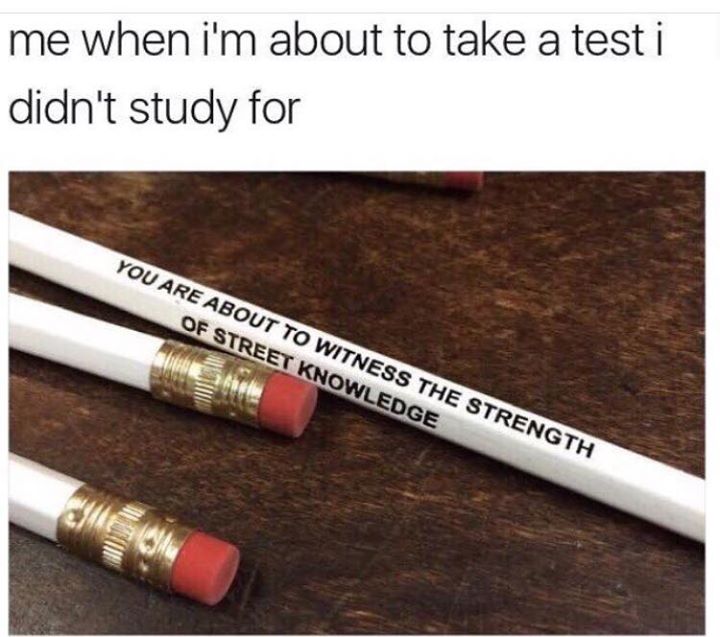 me when i'm about to take a test i
didn't study for
YOU ARE ABOUT TO WITNESS THE STRENGTH
OF STREET KNOWLEDGE